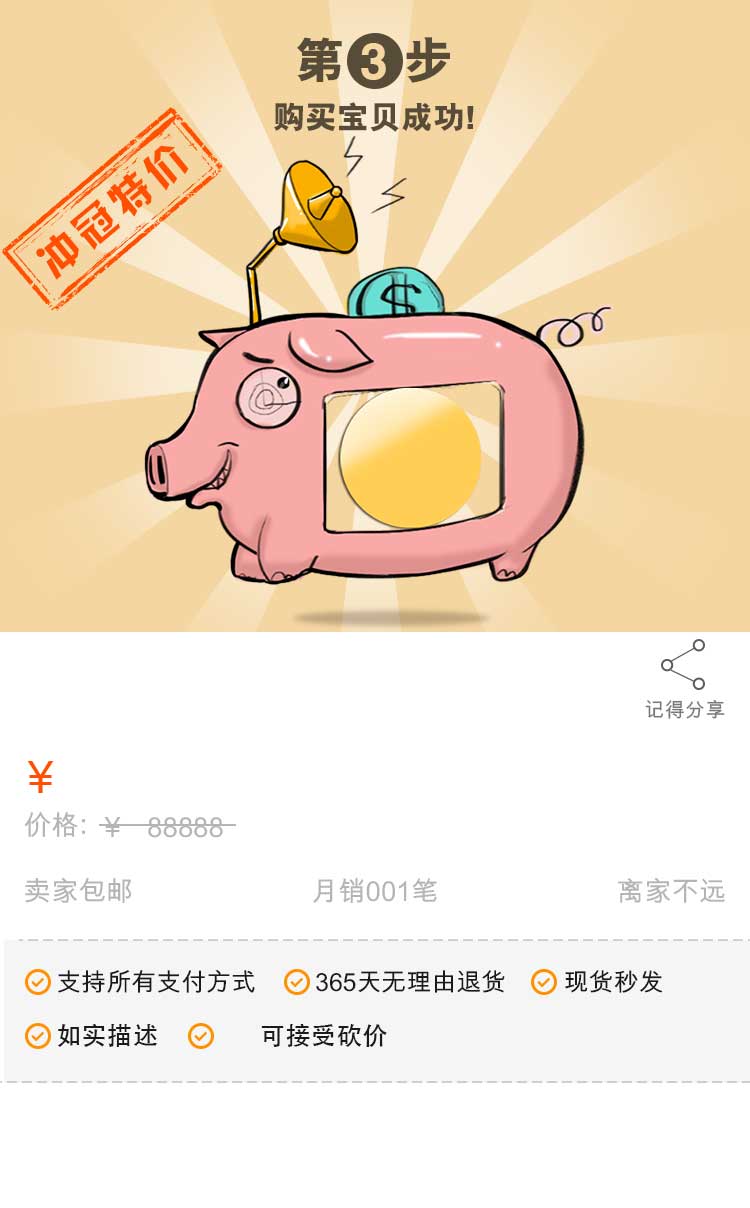 第3步
购买宝贝成功!
冲冠特价
$
记得分享
¥
价格: ¥ 88888
卖家包邮 月销001笔 离家不远
支持所有支付方式 365天无理由退货 现货秒发
如实描述 可接受砍价